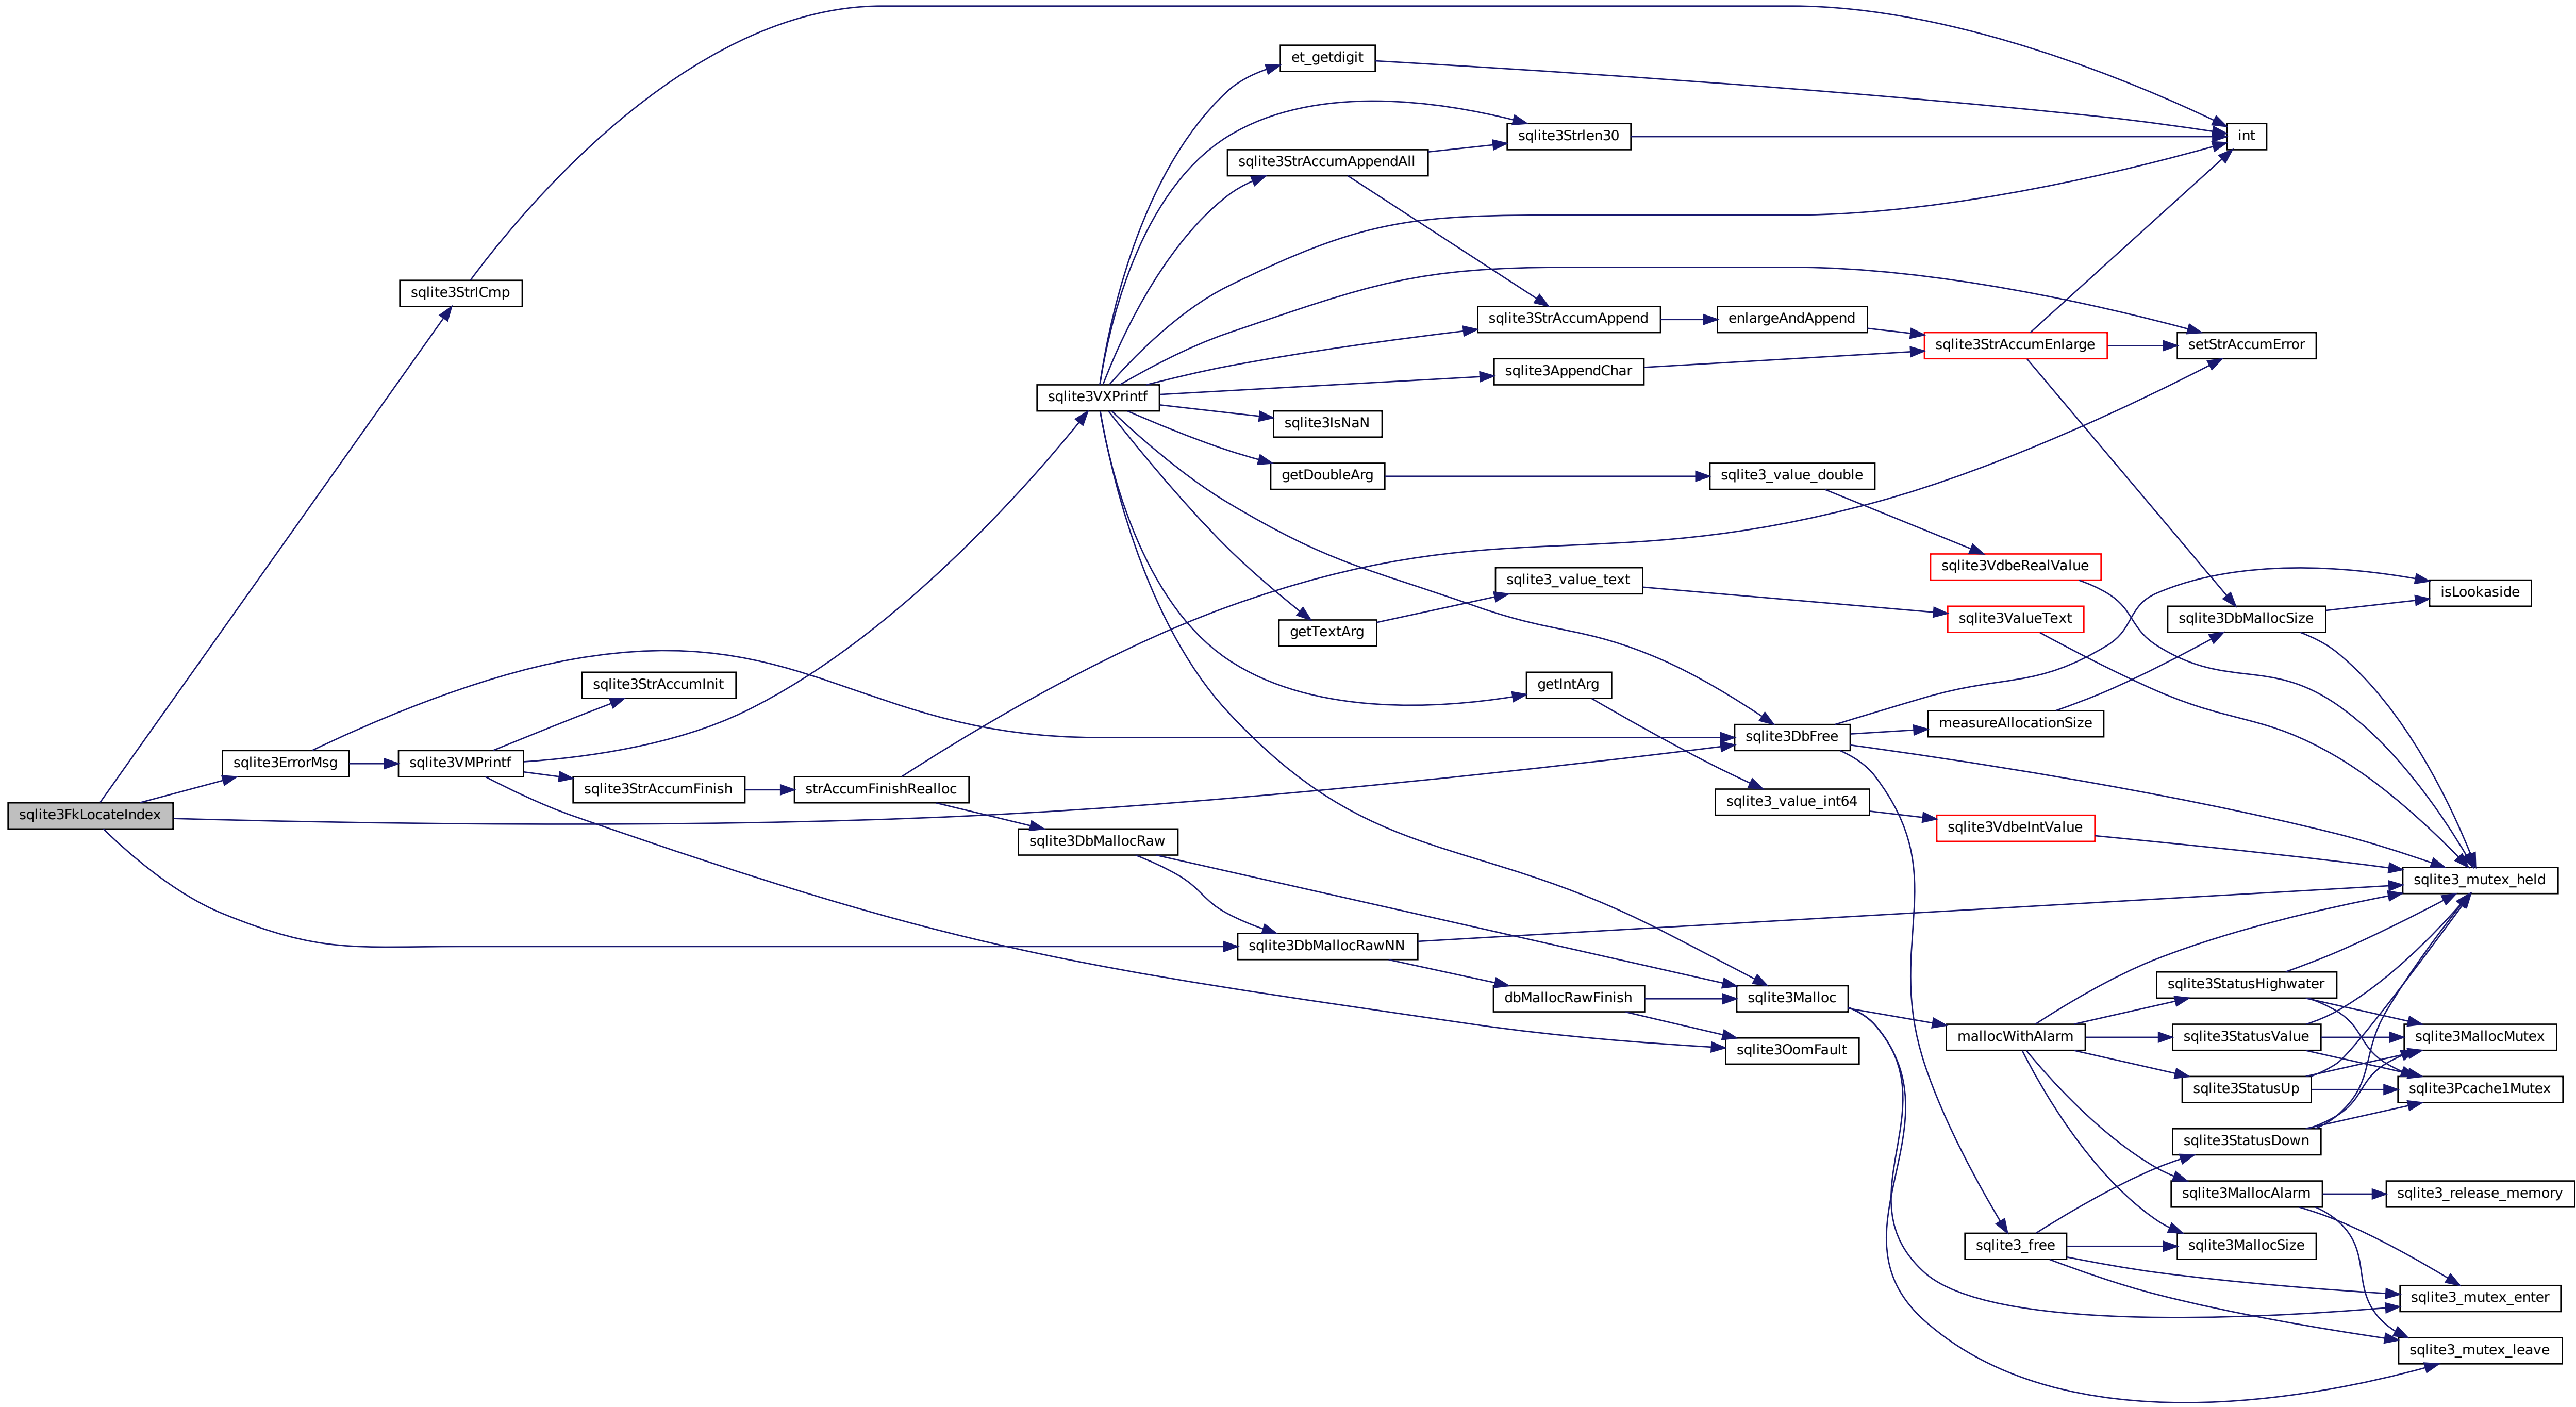 et_getdigit
sqlite3Strlen30
int
sqlite3StrAccumAppendAll
sqlite3StrICmp
sqlite3StrAccumAppend
enlargeAndAppend
sqlite3StrAccumEnlarge
setStrAccumError
sqlite3AppendChar
sqlite3VXPrintf
sqlite3IsNaN
getDoubleArg
sqlite3_value_double
sqlite3VdbeRealValue
sqlite3_value_text
isLookaside
sqlite3ValueText
sqlite3DbMallocSize
getTextArg
sqlite3StrAccumInit
getIntArg
measureAllocationSize
sqlite3DbFree
sqlite3ErrorMsg
sqlite3VMPrintf
sqlite3StrAccumFinish
strAccumFinishRealloc
sqlite3_value_int64
sqlite3FkLocateIndex
sqlite3VdbeIntValue
sqlite3DbMallocRaw
sqlite3_mutex_held
sqlite3DbMallocRawNN
sqlite3StatusHighwater
dbMallocRawFinish
sqlite3Malloc
mallocWithAlarm
sqlite3StatusValue
sqlite3MallocMutex
sqlite3OomFault
sqlite3StatusUp
sqlite3Pcache1Mutex
sqlite3StatusDown
sqlite3MallocAlarm
sqlite3_release_memory
sqlite3_free
sqlite3MallocSize
sqlite3_mutex_enter
sqlite3_mutex_leave